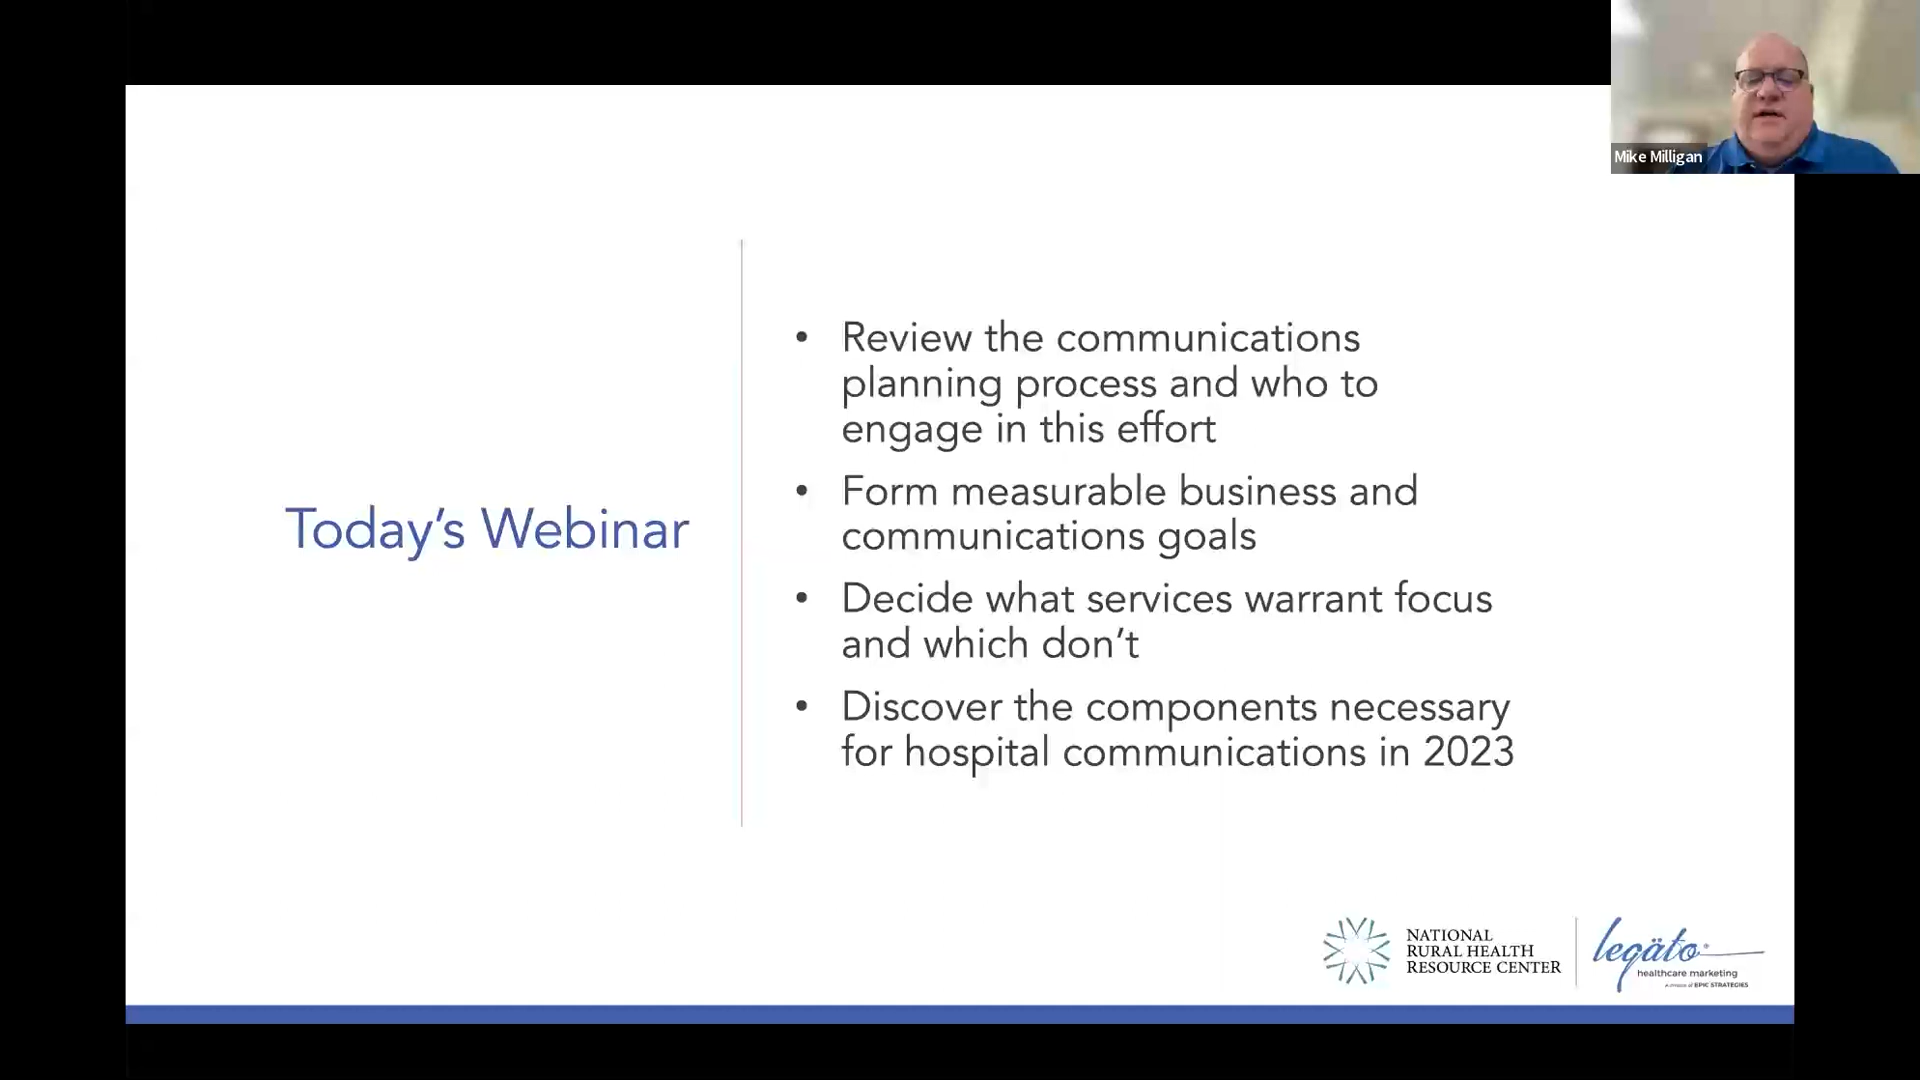 Mike Milligan
Today’s Webinar
• Review the communications
planning process and who to
engage in this effort
• Form measurable business and
communications goals
• Decide what services warrant focus
and which don’t
• Discover the components necessary
for hospital communications in 2023
NATIONAL
RURAL HEALTH
RESOURCE CENTER
legäto®
healthcare marketing
A DIVISION OF EPIC STRATEGIES